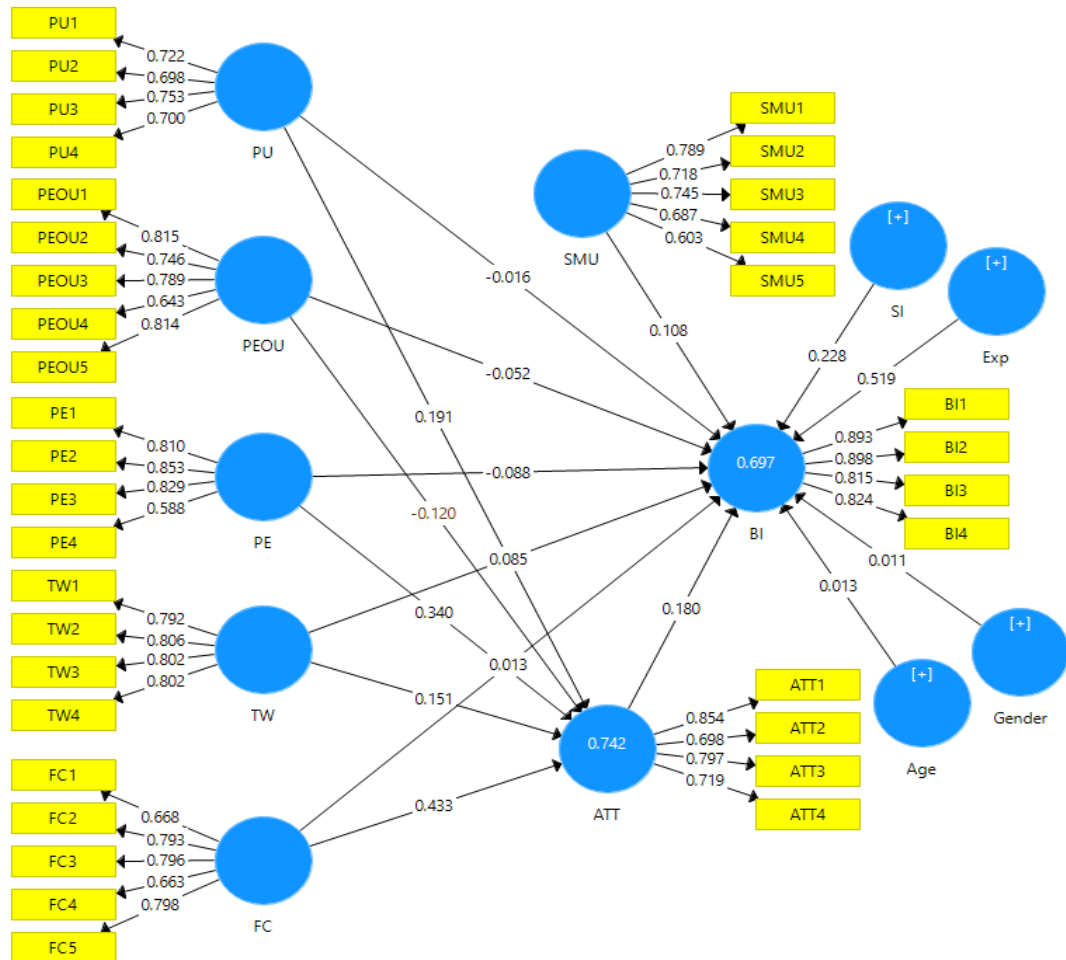 PU1
PU2
PU3
PU4
0.722
0.698
0.753
0.700
PU
PEOU1
PEOU2
PEOU3
PEOU4
PEOU5
0.815
0.746
0.789
0.643
0.814
PEOU
PE1
PE2
PE3
PE4
0.810
0.853
0.829
0.588
PE
TW1
TW2
TW3
TW4
0.792
0.806
0.802
0.802
TW
FC1
FC2
FC3
FC4
FC5
0.668
0.793
0.796
0.663
0.798
FC
-0.016
-0.052
0.191
-0.088
-0.120
0.085
0.340
0.013
0.151
0.433
SMU
SMU1
SMU2
SMU3
SMU4
SMU5
0.789
0.718
0.745
0.687
0.603
0.108
[+]
SI
0.228
[+]
Exp
0.519
0.697
BI
BI1
BI2
BI3
BI4
0.893
0.898
0.815
0.824
0.180
0.013
0.011
[+]
Gender
[+]
Age
0.742
ATT
ATT1
ATT2
ATT3
ATT4
0.854
0.698
0.797
0.719